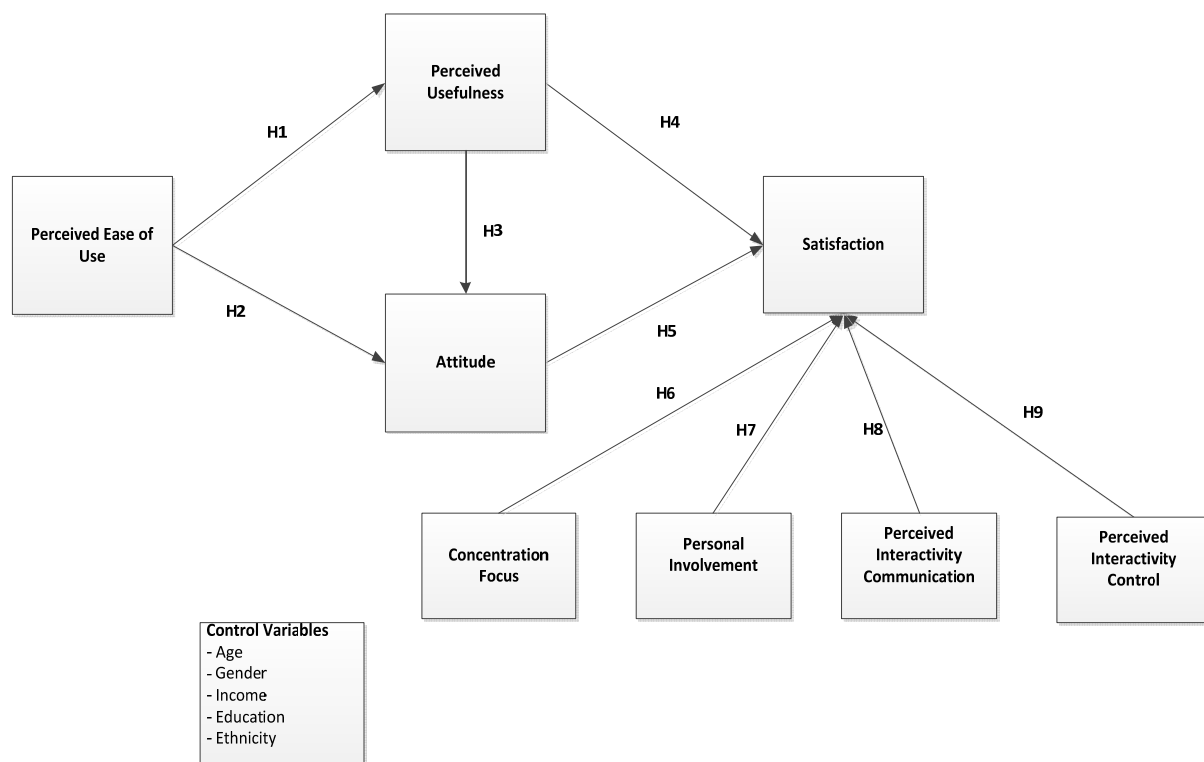 Perceived
Usefulness
H1
H4
Perceived Ease of
Use
H3
Satisfaction
H2
Attitude
H5
H6
H7
H8
H9
Concentration
Focus
Personal
Involvement
Perceived
Interactivity
Communication
Perceived
Interactivity
Control
Control Variables
- Age
- Gender
- Income
- Education
- Ethnicity